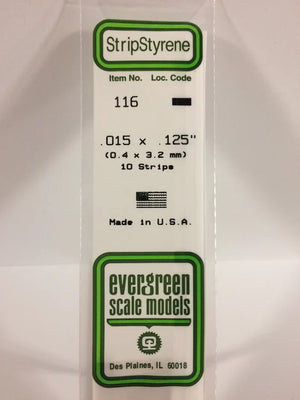 StripStyrene
Item No. Loc. Code
116
.015 x .125"
(0.4 x 3.2 mm)
10 Strips
Made in U.S.A.
evergreen
scale models
Des Plaines, IL 60018